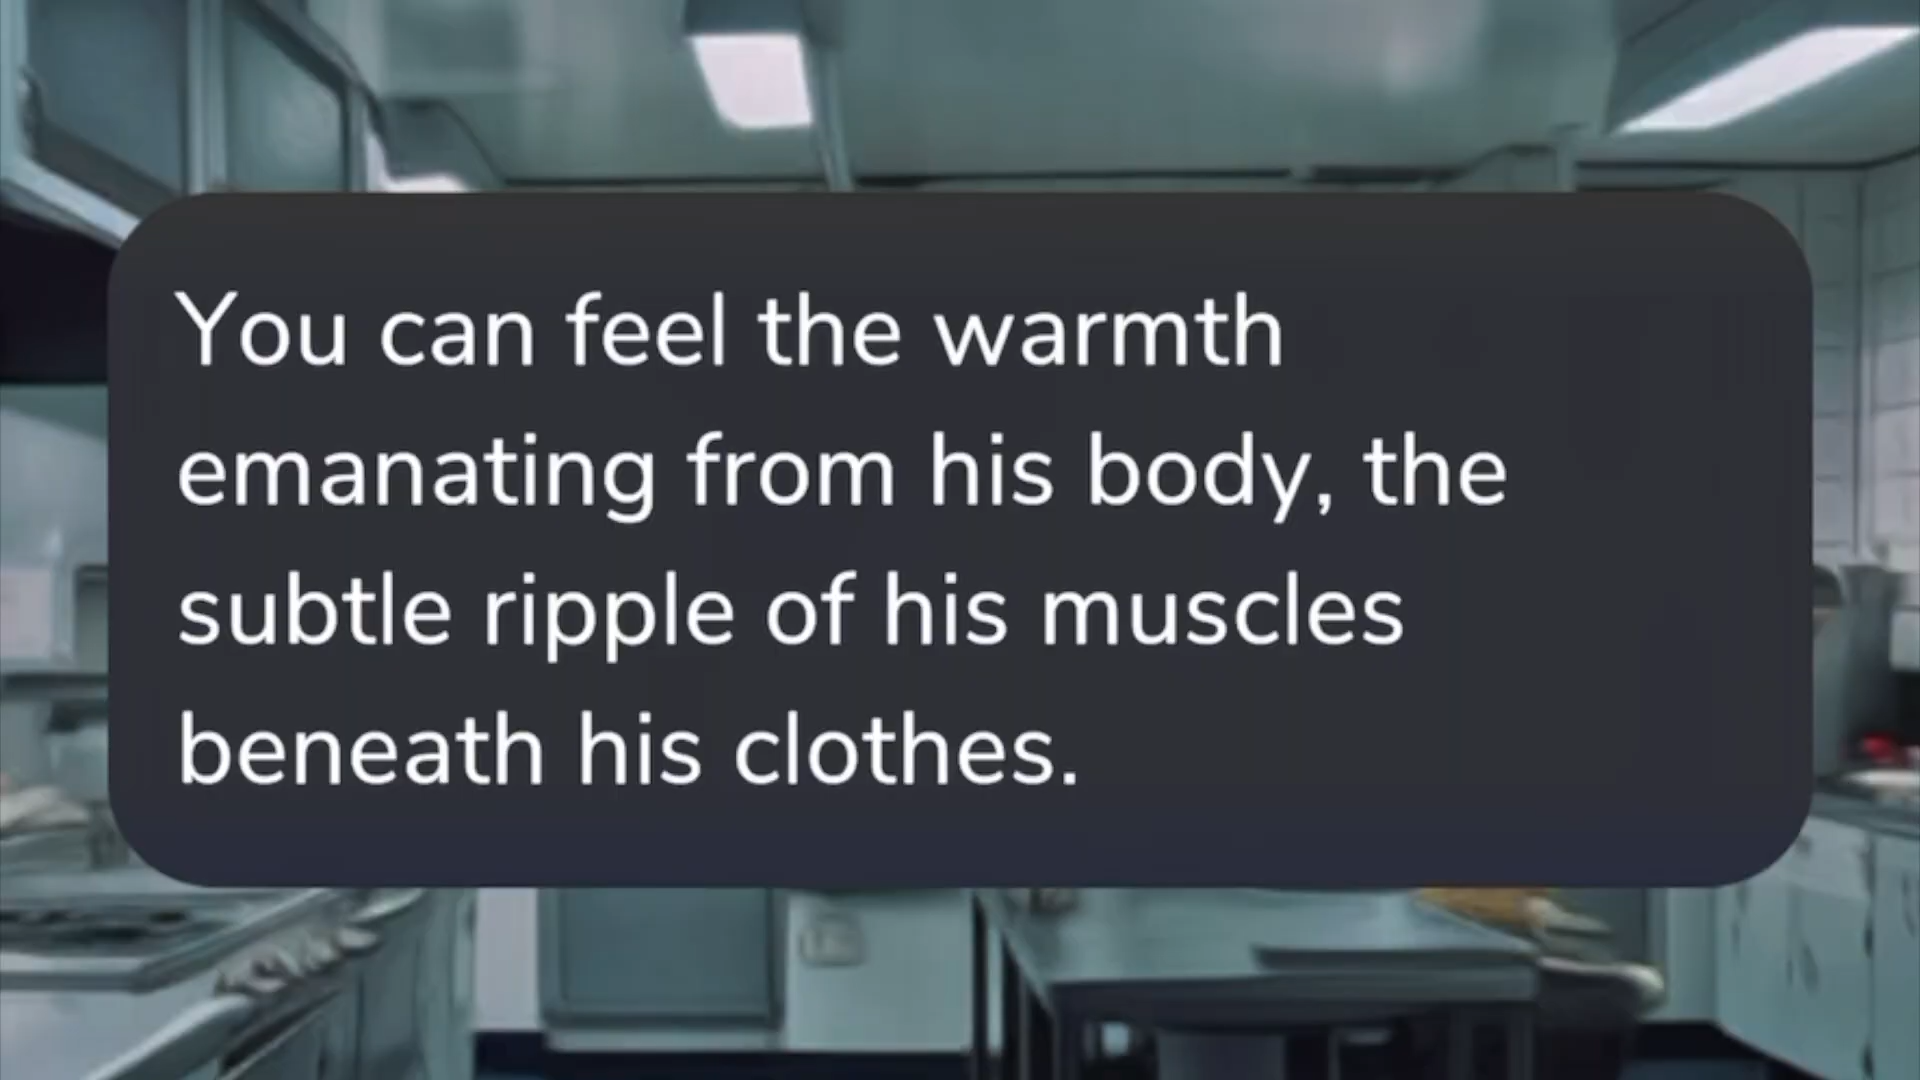 You can feel the warmth
emanating from his body, the
subtle ripple of his muscles
beneath his clothes.